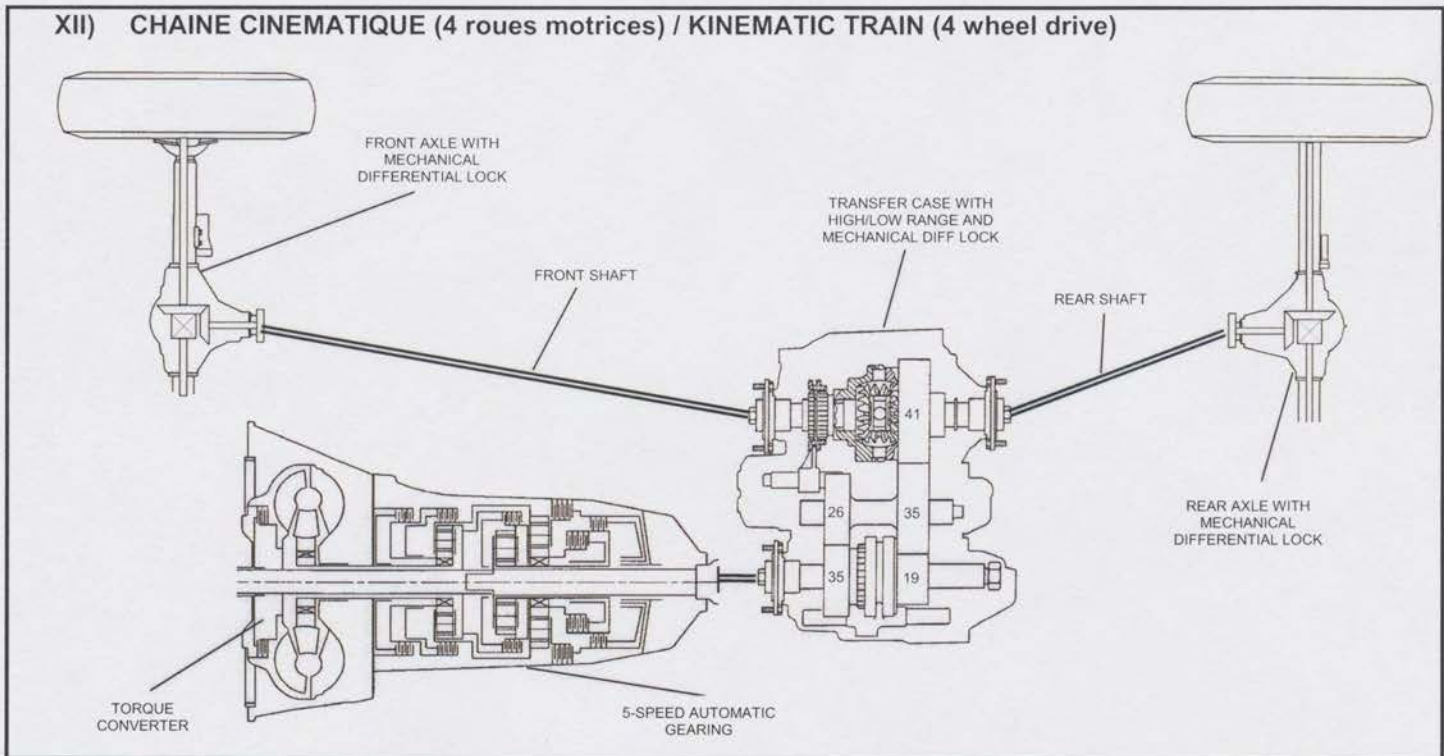 XII) CHAINE CINEMATIQUE (4 roues motrices) / KINEMATIC TRAIN (4 wheel drive)
FRONT AXLE WITH
MECHANICAL
DIFFERENTIAL LOCK
TRANSFER CASE WITH
HIGH/LOW RANGE AND
MECHANICAL DIFF LOCK
FRONT SHAFT
REAR SHAFT
41
26
35
35
19
REAR AXLE WITH
MECHANICAL
DIFFERENTIAL LOCK
TORQUE
CONVERTER
5-SPEED AUTOMATIC
GEARING